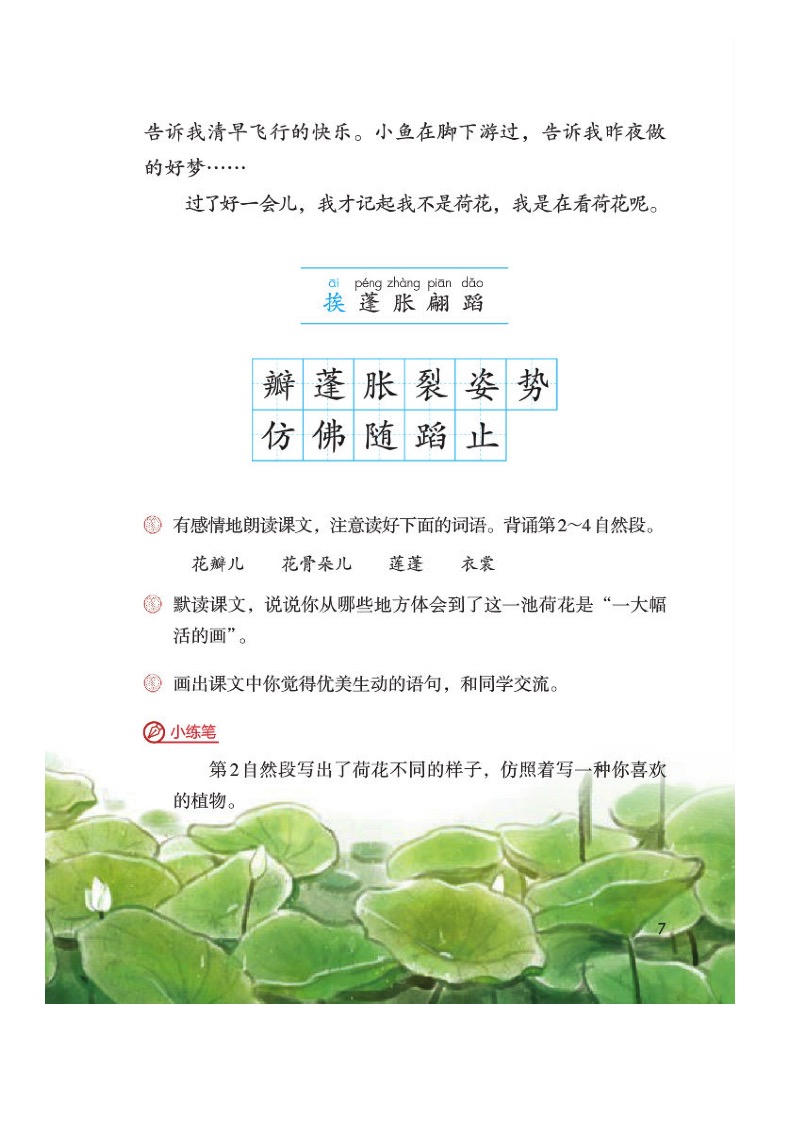 告诉我清早飞行的快乐。小鱼在脚下游过，告诉我昨夜做
的好梦……
过了好一会儿，我才记起我不是荷花，我是在看荷花呢。
āi péng zhàng piān dǎo
挨 蓬 胀 翩 蹈
瓣 蓬 胀 裂 姿 势
仿 佛 随 蹈 止
有感情地朗读课文，注意读好下面的词语。背诵第2～4自然段。
花瓣儿 花骨朵儿 莲蓬 衣裳
默读课文，说说你从哪些地方体会到了这一池荷花是“一大幅
活的画”。
画出课文中你觉得优美生动的语句，和同学交流。
小练笔
第2自然段写出了荷花不同的样子，仿照着写一种你喜欢
的植物。
7